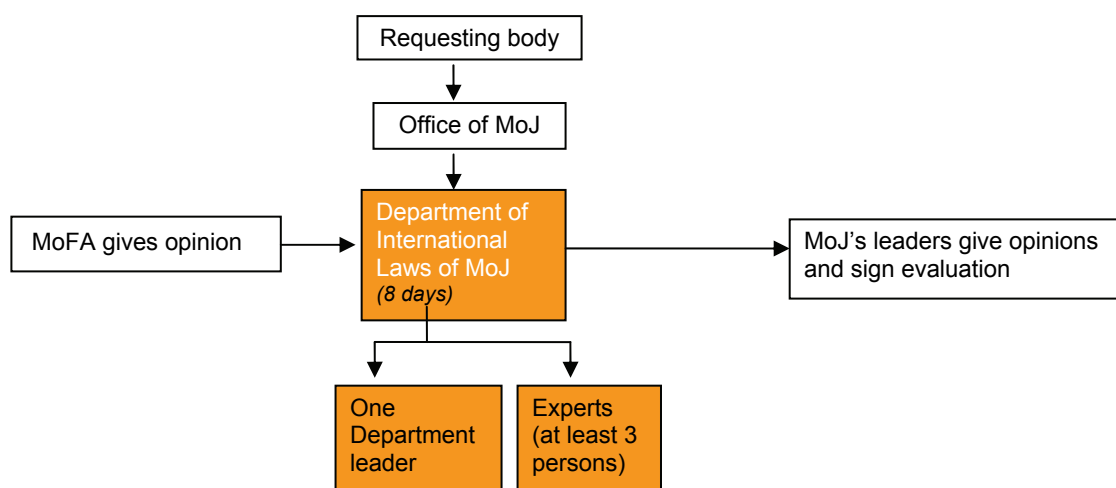 Requesting body
Office of MoJ
MoFA gives opinion
Department of
International
Laws of MoJ
(8 days)
MoJ’s leaders give opinions
and sign evaluation
One
Department
leader
Experts
(at least 3
persons)